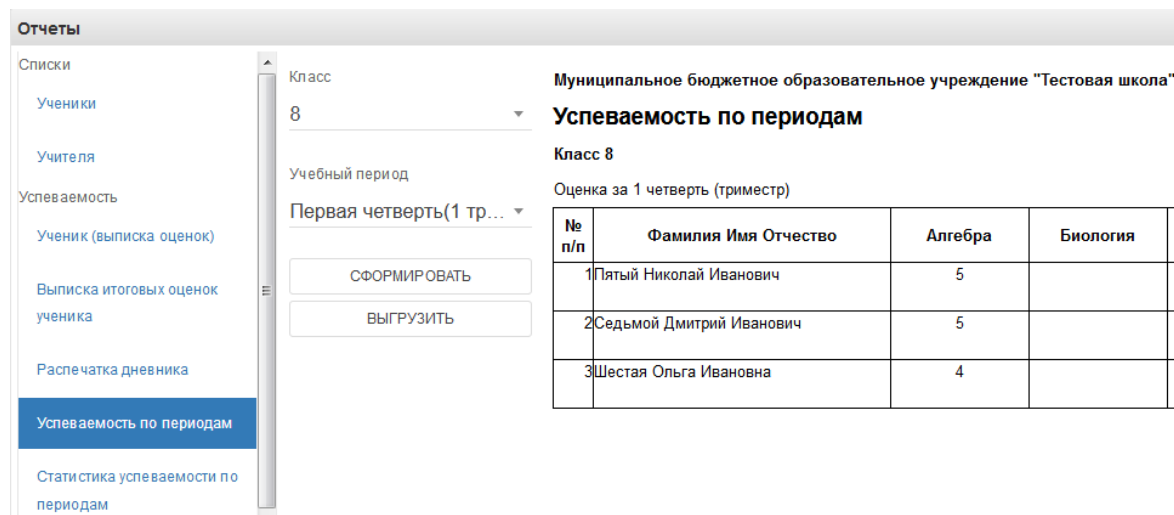 Отчеты
Списки
Ученики
Учителя
Успеваемость
Ученик (выписка оценок)
Выписка итоговых оценок
ученика
Распечатка дневника
Успеваемость по периодам
Статистика успеваемости по
периодам
Класс
8
Учебный период
Первая четверть(1 тр...
СФОРМИРОВАТЬ
ВЫГРУЗИТЬ
Муниципальное бюджетное образовательное учреждение "Тестовая школа"
Успеваемость по периодам
Класс 8
Оценка за 1 четверть (триместр)
№ п/п Фамилия Имя Отчество Алгебра Биология
1 Пятый Николай Иванович 5
2 Седьмой Дмитрий Иванович 5
3 Шестая Ольга Ивановна 4